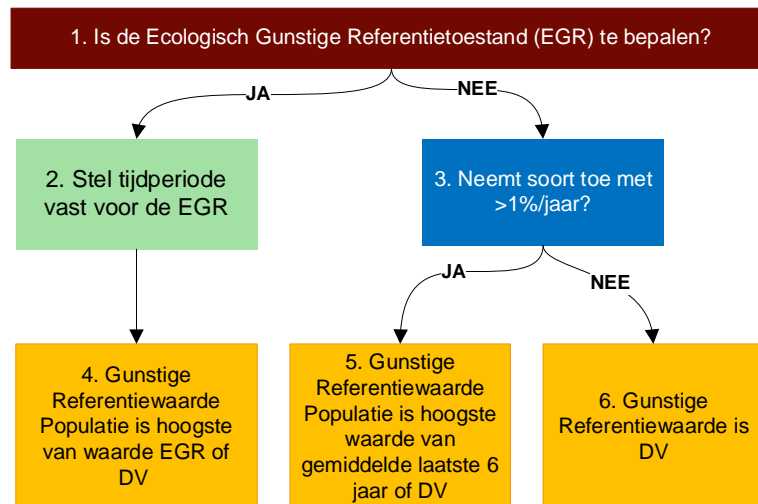 1. Is de Ecologisch Gunstige Referentietoestand (EGR) te bepalen?
JA
NEE
2. Stel tijdperiode
vast voor de EGR
3. Neemt soort toe met
>1%/jaar?
JA
NEE
4. Gunstige
Referentiewaarde
Populatie is hoogste
van waarde EGR of
DV
5. Gunstige
Referentiewaarde
Populatie is hoogste
waarde van
gemiddelde laatste 6
jaar of DV
6. Gunstige
Referentiewaarde is
DV